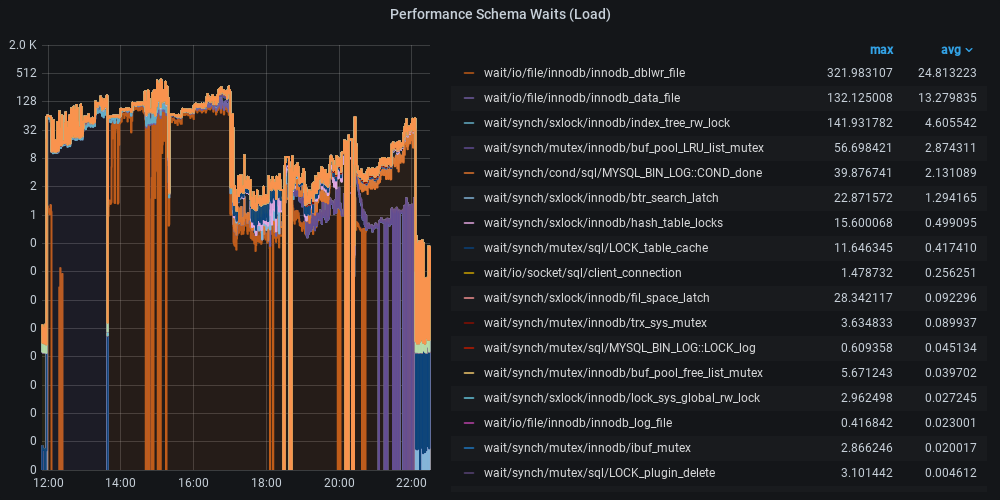 Performance Schema Waits (Load)
2.0 K
512
128
32
8
2
1
0
0
0
0
0
0
0
0
0
12:00 14:00 16:00 18:00 20:00 22:00
max avg
wait/io/file/innodb/innodb_dblwr_file 321.983107 24.813223
wait/io/file/innodb/innodb_data_file 132.125008 13.279835
wait/synch/sxlock/innodb/index_tree_rw_lock 141.931782 4.605542
wait/synch/mutex/innodb/buf_pool_LRU_list_mutex 56.698421 2.874311
wait/synch/cond/sql/MYSQL_BIN_LOG::COND_done 39.876741 2.131089
wait/synch/sxlock/innodb/btr_search_latch 22.871572 1.294165
wait/synch/sxlock/innodb/hash_table_locks 15.600068 0.499095
wait/synch/mutex/sql/LOCK_table_cache 11.646345 0.417410
wait/io/socket/sql/client_connection 1.478732 0.256251
wait/synch/sxlock/innodb/fil_space_latch 28.342117 0.092296
wait/synch/mutex/innodb/trx_sys_mutex 3.634833 0.089937
wait/synch/mutex/sql/MYSQL_BIN_LOG::LOCK_log 0.609358 0.045134
wait/synch/mutex/innodb/buf_pool_free_list_mutex 5.671243 0.039702
wait/synch/sxlock/innodb/lock_sys_global_rw_lock 2.962498 0.027245
wait/io/file/innodb/innodb_log_file 0.416842 0.023001
wait/synch/mutex/innodb/ibuf_mutex 2.866246 0.020017
wait/synch/mutex/sql/LOCK_plugin_delete 3.101442 0.004612